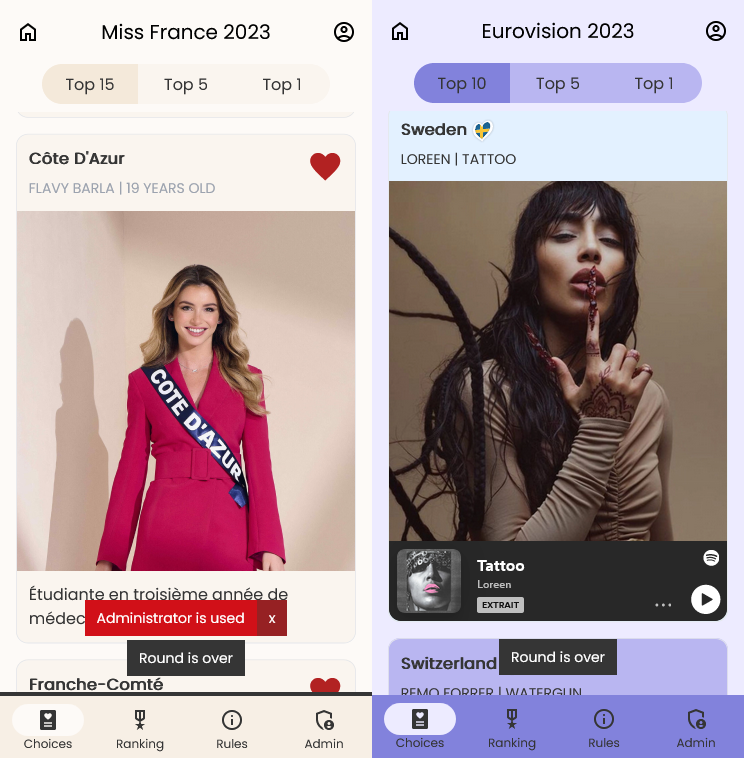 Miss France 2023
Top 15 Top 5 Top 1
Côte D'Azur
FLAVY BARLA | 19 YEARS OLD
COTE D'AZUR
Étudiante en troisième année de
médec
Administrator is used x
Round is over
Franche-Comté
Choices Ranking Rules Admin
Eurovision 2023
Top 10 Top 5 Top 1
Sweden
LOREEN | TATTOO
Tattoo
Loreen
EXTRAIT
Switzerland
Round is over
REMO FORRER | WATERGUN
Choices Ranking Rules Admin